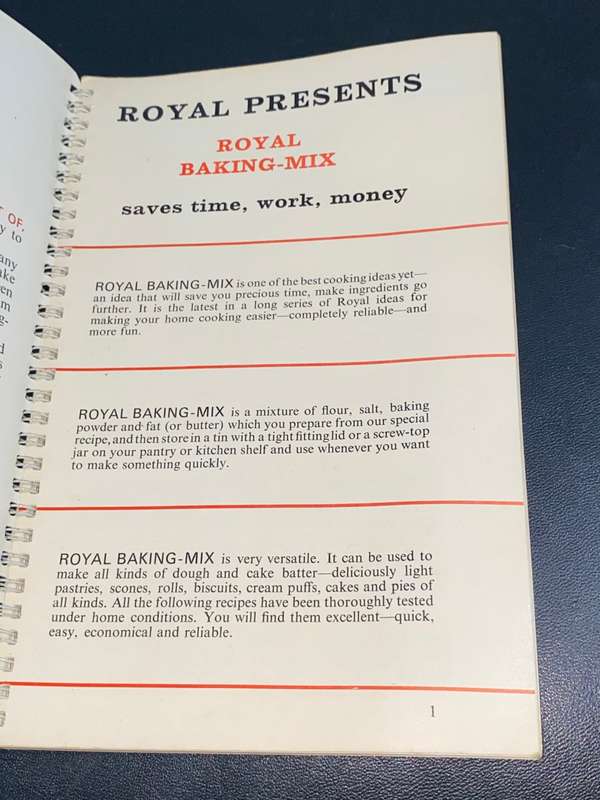 T OF,
y to
any
ake
en
m
g-
d
s
ROYAL PRESENTS
ROYAL
BAKING-MIX
saves time, work, money
ROYAL BAKING-MIX is one of the best cooking ideas yet—
an idea that will save you precious time, make ingredients go
further. It is the latest in a long series of Royal ideas for
making your home cooking easier—completely reliable—and
more fun.
ROYAL BAKING-MIX is a mixture of flour, salt, baking
powder and fat (or butter) which you prepare from our special
recipe, and then store in a tin with a tight fitting lid or a screw-top
jar on your pantry or kitchen shelf and use whenever you want
to make something quickly.
ROYAL BAKING-MIX is very versatile. It can be used to
make all kinds of dough and cake batter—deliciously light
pastries, scones, rolls, biscuits, cream puffs, cakes and pies of
all kinds. All the following recipes have been thoroughly tested
under home conditions. You will find them excellent—quick,
easy, economical and reliable.
1